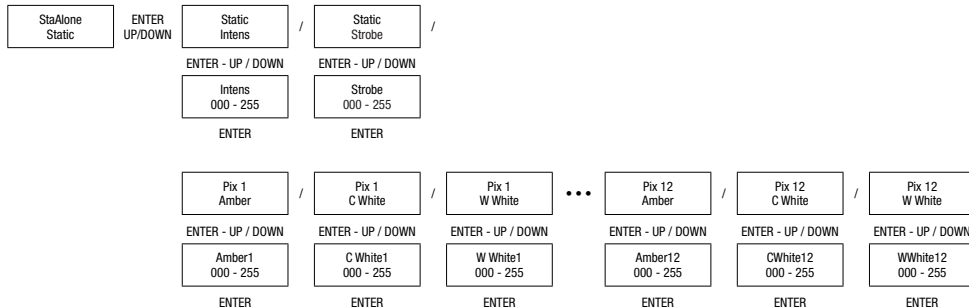 StaAlone
Static
ENTER
UP/DOWN
Static
Intens
/
Static
Strobe
/
ENTER - UP / DOWN
ENTER - UP / DOWN
Intens
000 - 255
Strobe
000 - 255
ENTER
ENTER
Pix 1
Amber
/
Pix 1
C White
/
Pix 1
W White
•••
Pix 12
Amber
/
Pix 12
C White
/
Pix 12
W White
ENTER - UP / DOWN
ENTER - UP / DOWN
ENTER - UP / DOWN
ENTER - UP / DOWN
ENTER - UP / DOWN
ENTER - UP / DOWN
Amber1
000 - 255
C White1
000 - 255
W White1
000 - 255
Amber12
000 - 255
CWhite12
000 - 255
WWhite12
000 - 255
ENTER
ENTER
ENTER
ENTER
ENTER
ENTER